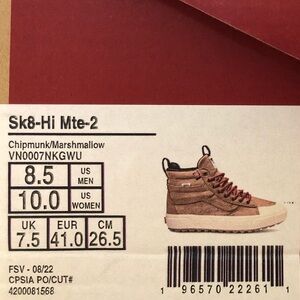 Sk8-Hi Mte-2
Chipmunk/Marshmallow
VN0007NKGWU
8.5 US MEN
10.0 US WOMEN
UK EUR CM
7.5 41.0 26.5
FSV - 08/22
CPSIA PO/CUT#
4200081568
1 96570 22261 1